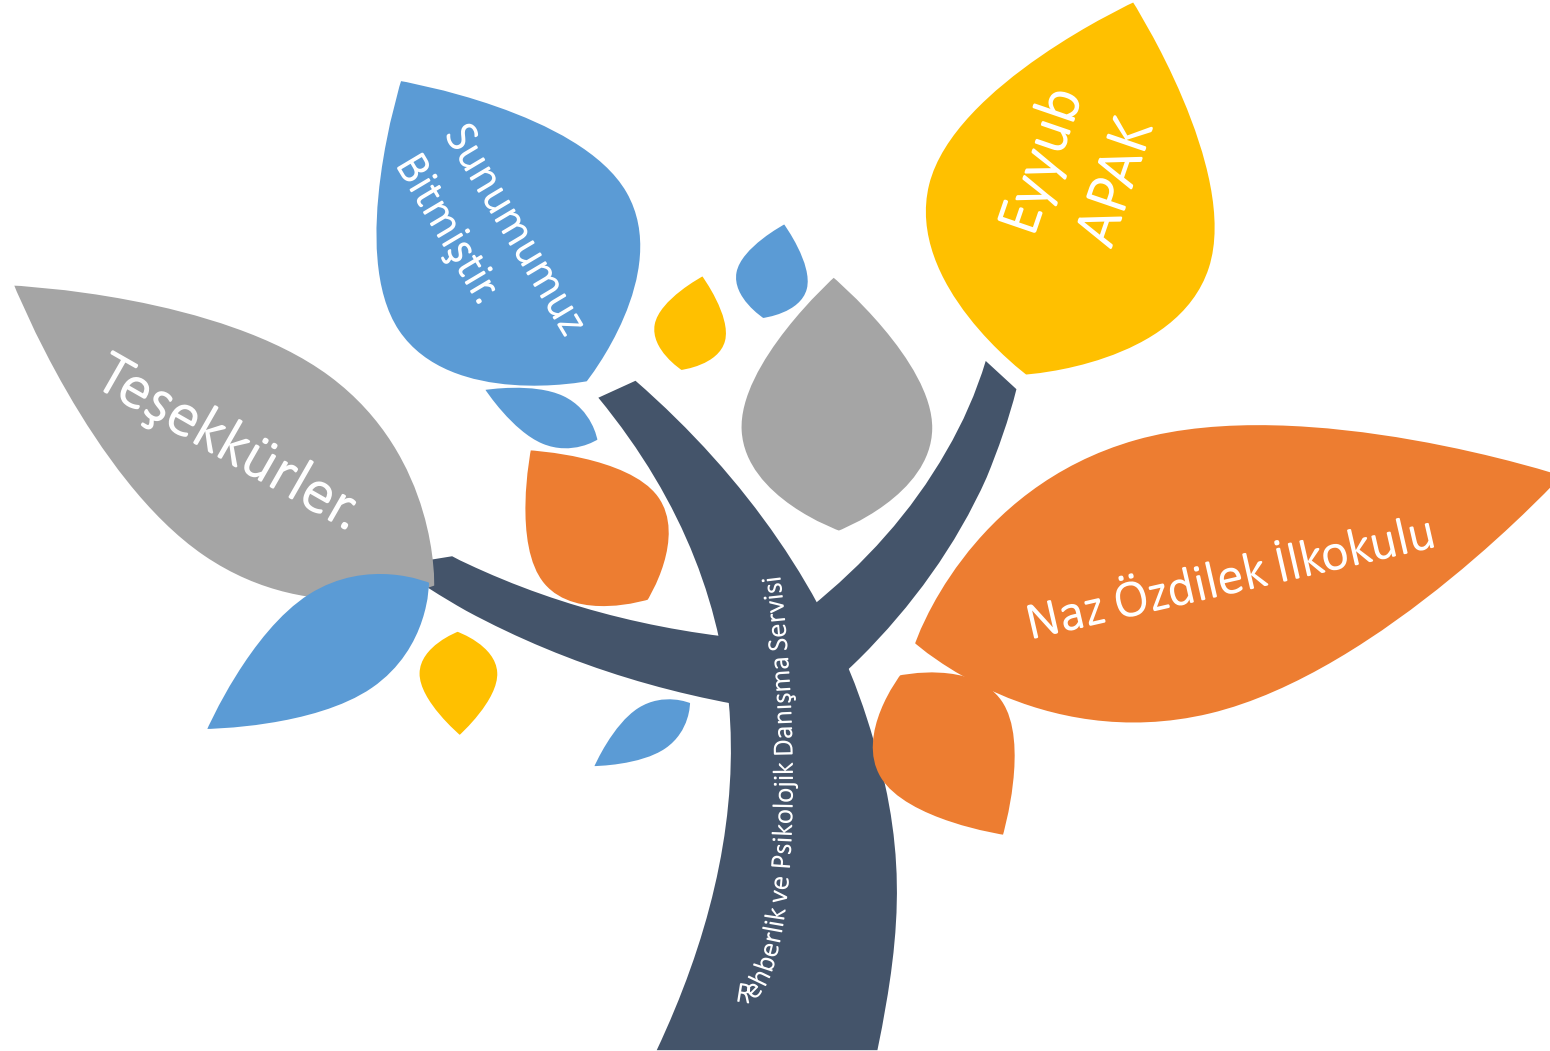 Teşekkürler.
Sunumumuz
Bitmiştir.
Eyyub
APAK
Naz Özdilek İlkokulu
Rehberlik ve Psikolojik Danışma Servisi